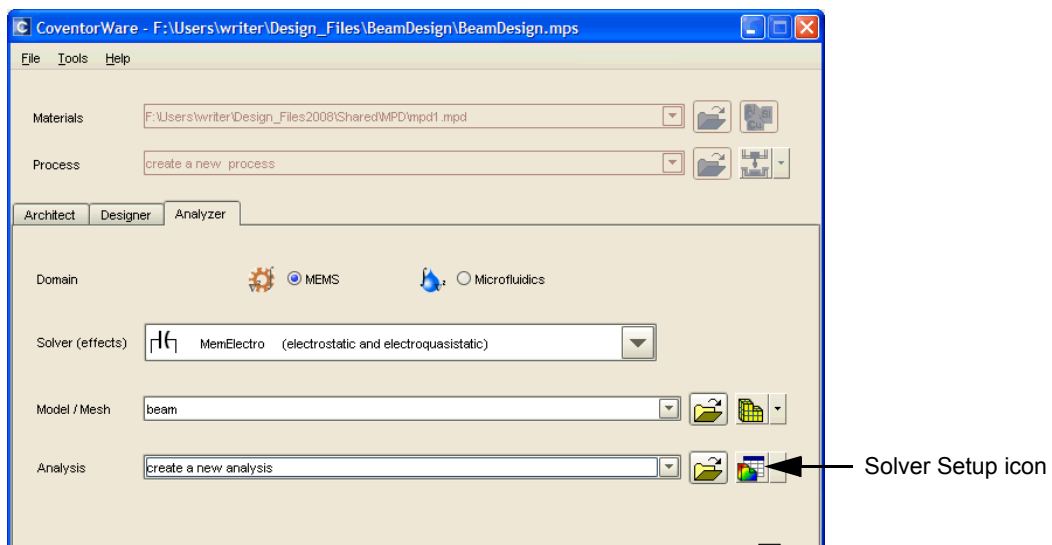 CoventorWare - F:\Users\writer\Design_Files\BeamDesign\BeamDesign.mps
File Tools Help
Materials F:\Users\writer\Design_Files2008\Shared\MPD\mpd1.mpd
Process create a new process
Architect Designer Analyzer
Domain MEMS Microfluidics
Solver (effects) MemElectro (electrostatic and electroquasistatic)
Model / Mesh beam
Analysis create a new analysis
Solver Setup icon